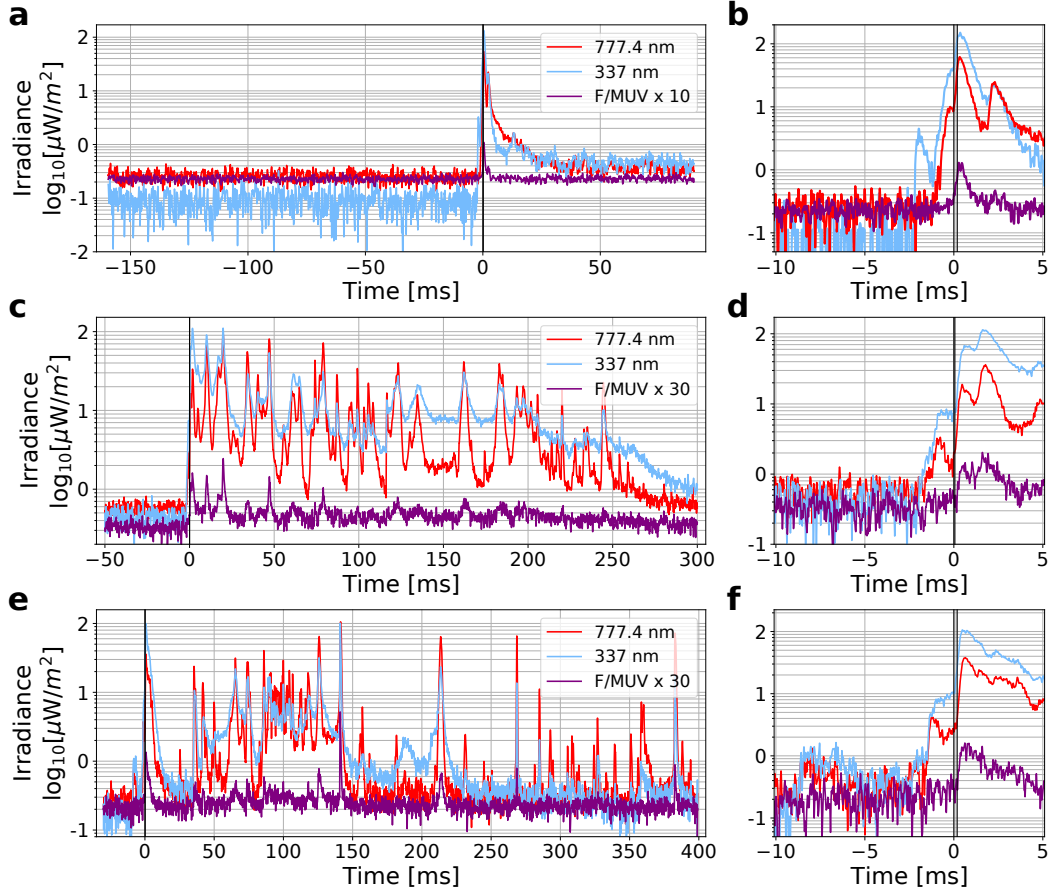 a
b
Irradiance
log10[μW/m²]
2
1
0
-1
-2
−150
−100
−50
0
50
Time [ms]
777.4 nm
337 nm
F/MUV x 10
2
1
0
-1
−10
−5
0
5
Time [ms]
c
d
Irradiance
log10[μW/m²]
2
1
0
−50
0
50
100
150
200
250
300
Time [ms]
777.4 nm
337 nm
F/MUV x 30
2
1
0
-1
−10
−5
0
5
Time [ms]
e
f
Irradiance
log10[μW/m²]
2
1
0
-1
0
50
100
150
200
250
300
350
400
Time [ms]
777.4 nm
337 nm
F/MUV x 30
2
1
0
-1
−10
−5
0
5
Time [ms]